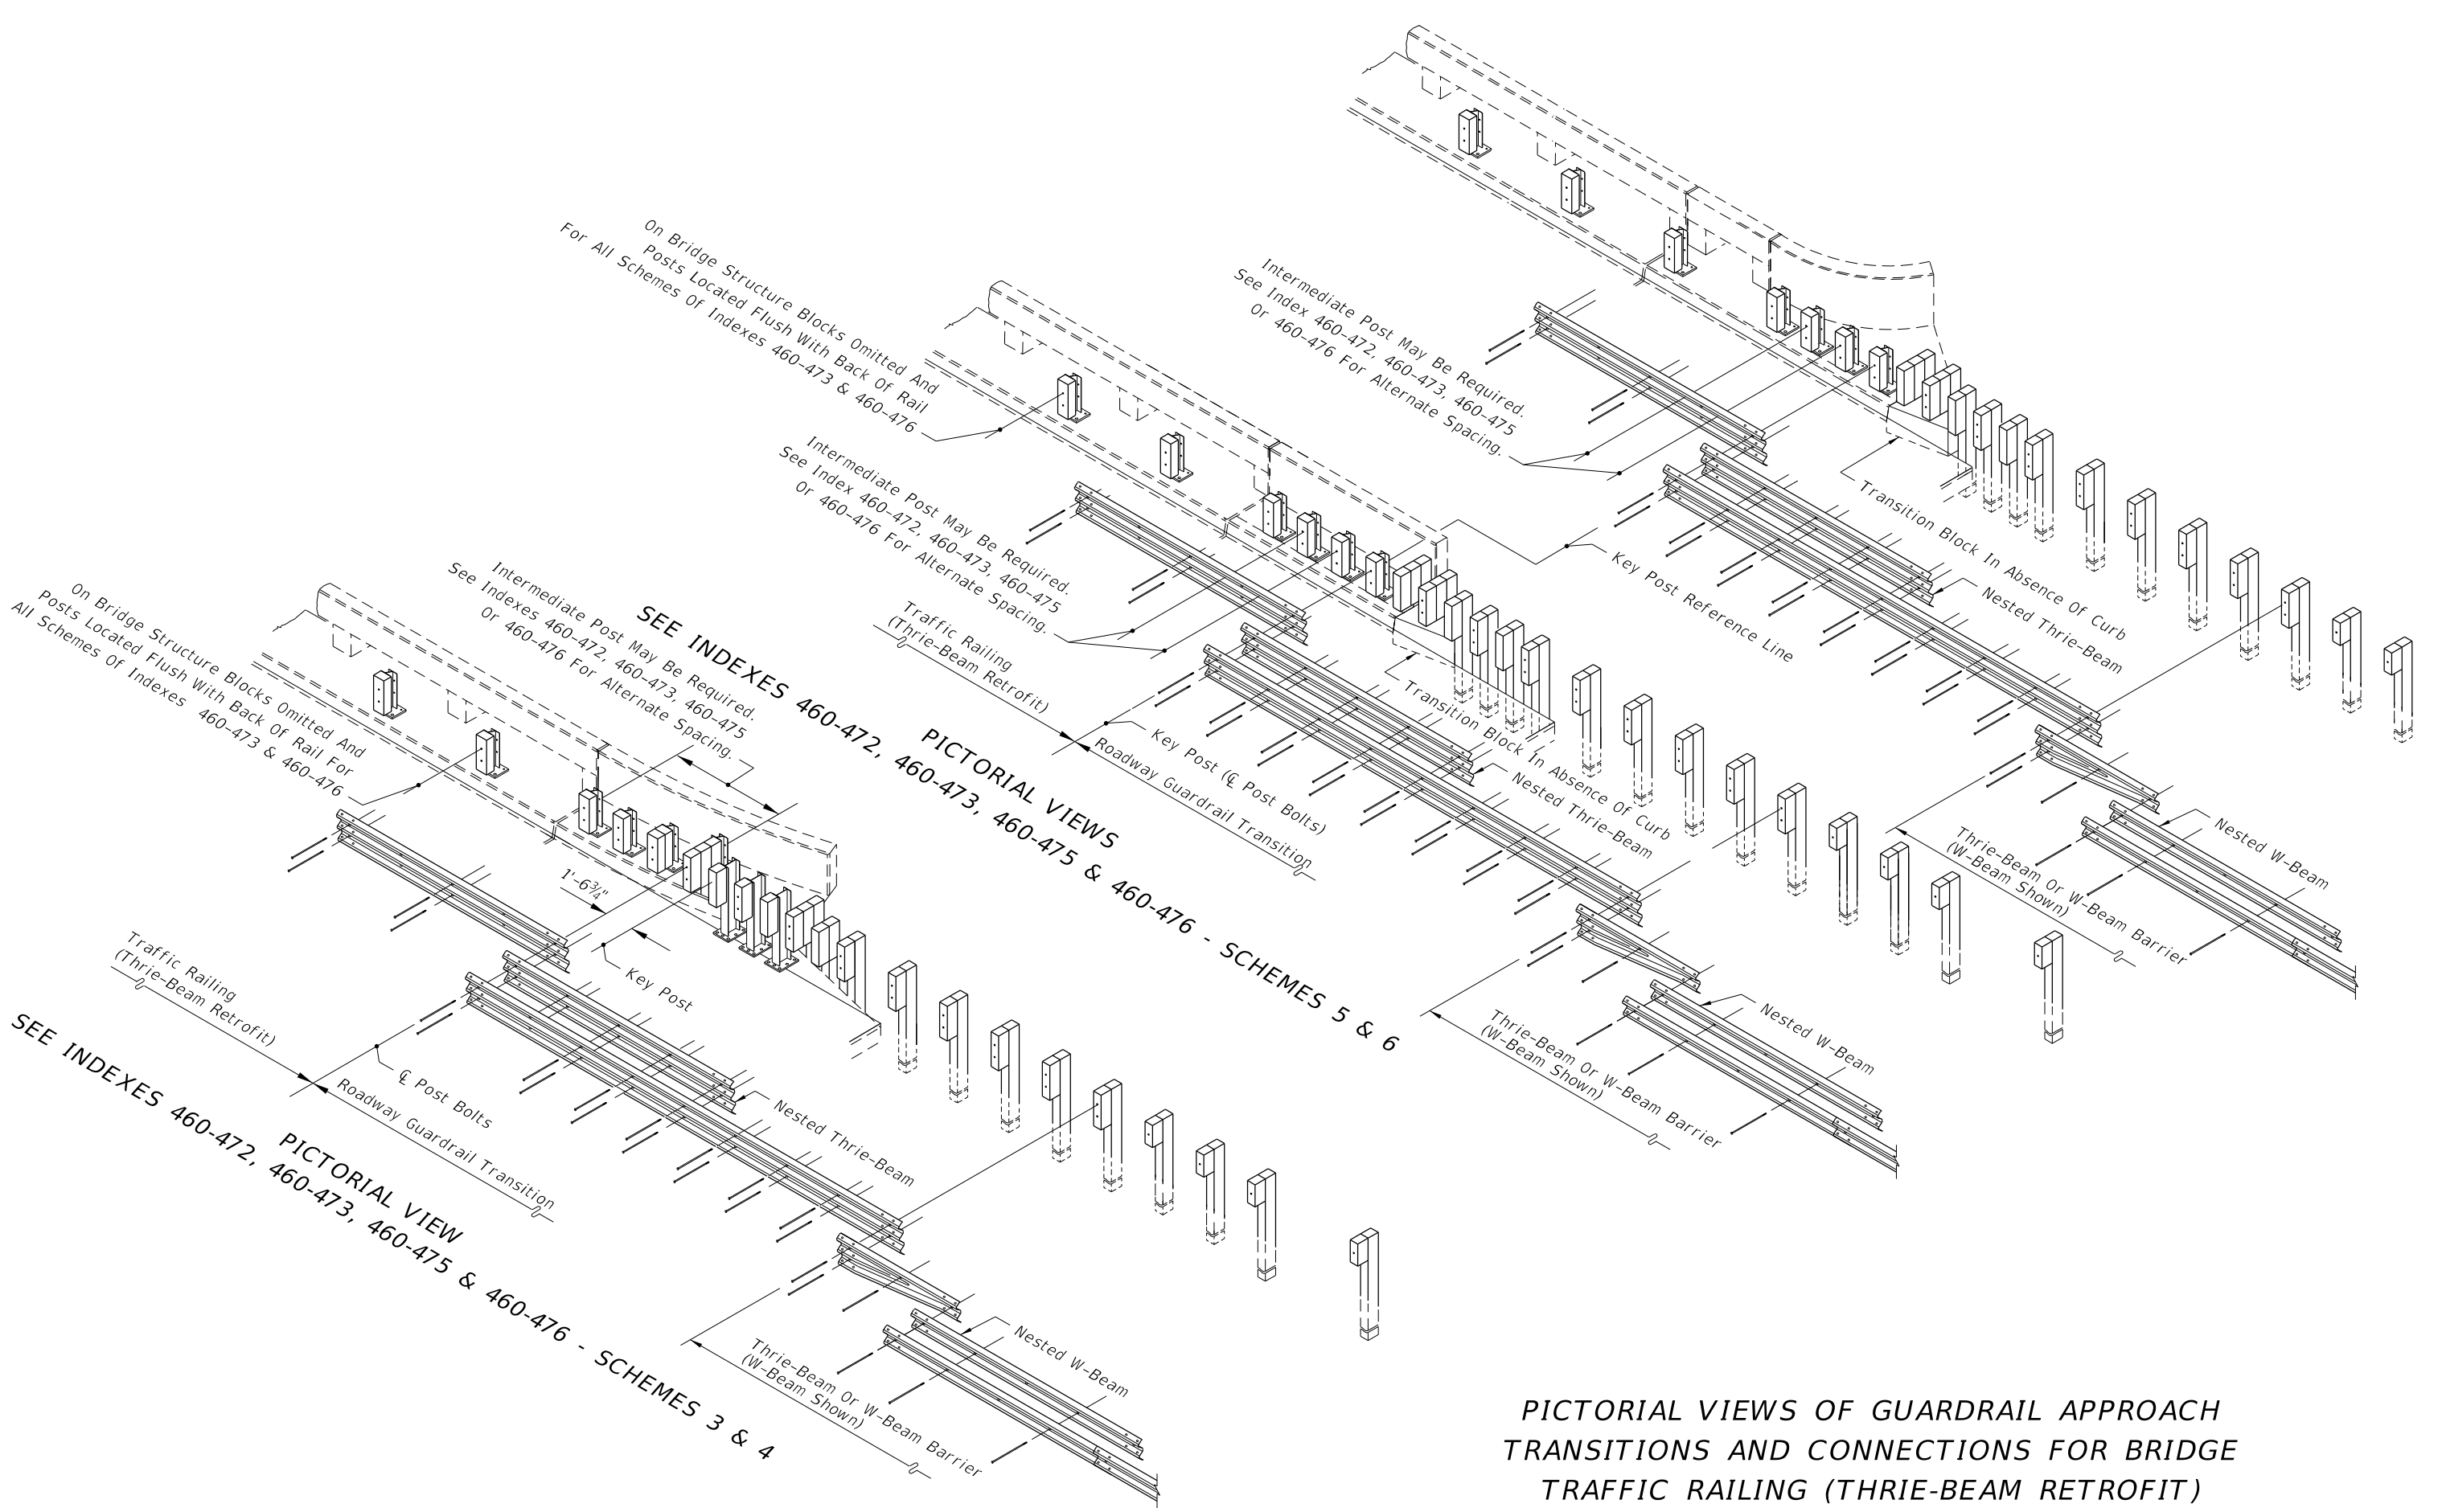 On Bridge Structure Blocks Omitted And
Posts Located Flush With Back Of Rail
For All Schemes Of Indexes 460-473 & 460-476
Intermediate Post May Be Required.
See Index 460-472, 460-473, 460-475
Or 460-476 For Alternate Spacing.
Transition Block In Absence Of Curb
Nested Thrie-Beam
Key Post Reference Line
Nested W-Beam
Thrie-Beam Or W-Beam Barrier
(W-Beam Shown)
Intermediate Post May Be Required.
See Index 460-472, 460-473, 460-475
Or 460-476 For Alternate Spacing.
Traffic Railing
(Thrie-Beam Retrofit)
Key Post (℄ Post Bolts)
Roadway Guardrail Transition
Transition Block In Absence Of Curb
Nested Thrie-Beam
Nested W-Beam
Thrie-Beam Or W-Beam Barrier
(W-Beam Shown)
PICTORIAL VIEWS
SEE INDEXES 460-472, 460-473, 460-475 & 460-476 - SCHEMES 5 & 6
On Bridge Structure Blocks Omitted And
Posts Located Flush With Back Of Rail For
All Schemes Of Indexes 460-473 & 460-476
Intermediate Post May Be Required.
See Indexes 460-472, 460-473, 460-475
Or 460-476 For Alternate Spacing.
1'-6¾"
Key Post
Traffic Railing
(Thrie-Beam Retrofit)
℄ Post Bolts
Roadway Guardrail Transition
Nested Thrie-Beam
Nested W-Beam
Thrie-Beam Or W-Beam Barrier
(W-Beam Shown)
PICTORIAL VIEW
SEE INDEXES 460-472, 460-473, 460-475 & 460-476 - SCHEMES 3 & 4
PICTORIAL VIEWS OF GUARDRAIL APPROACH
TRANSITIONS AND CONNECTIONS FOR BRIDGE
TRAFFIC RAILING (THRIE-BEAM RETROFIT)